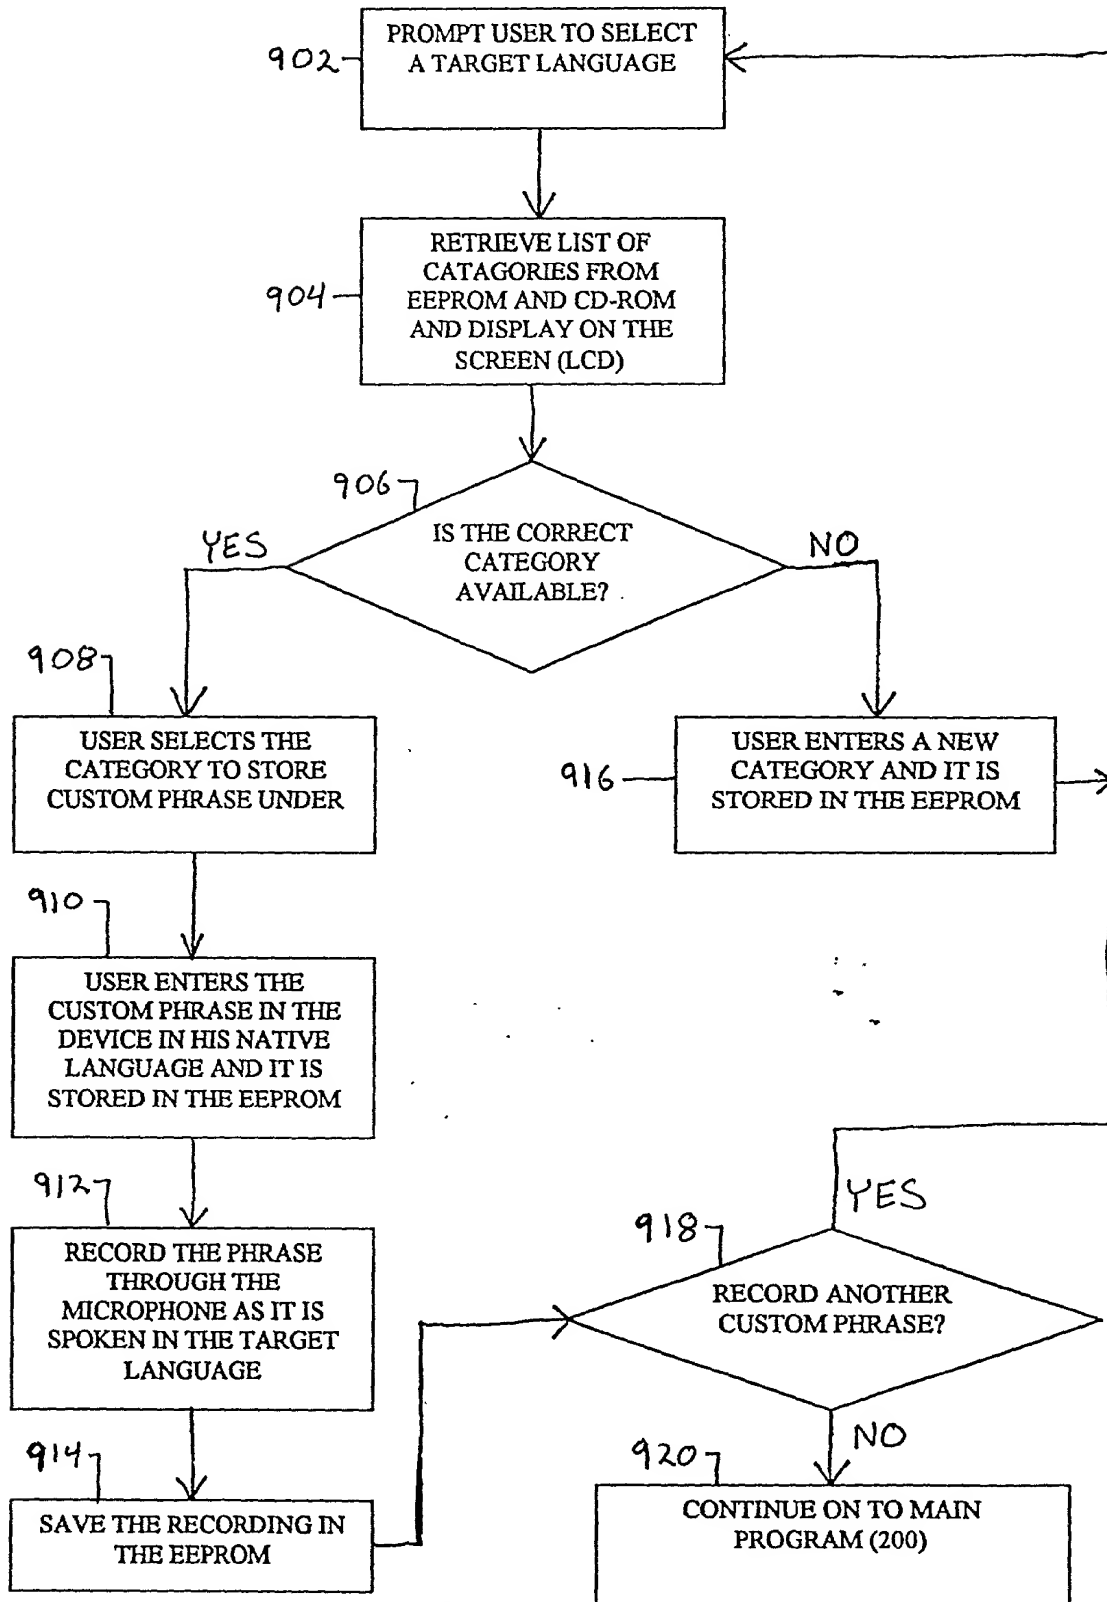 902
PROMPT USER TO SELECT
A TARGET LANGUAGE
904
RETRIEVE LIST OF
CATAGORIES FROM
EEPROM AND CD-ROM
AND DISPLAY ON THE
SCREEN (LCD)
906
IS THE CORRECT
CATEGORY
AVAILABLE?
YES
NO
908
USER SELECTS THE
CATEGORY TO STORE
CUSTOM PHRASE UNDER
916
USER ENTERS A NEW
CATEGORY AND IT IS
STORED IN THE EEPROM
910
USER ENTERS THE
CUSTOM PHRASE IN THE
DEVICE IN HIS NATIVE
LANGUAGE AND IT IS
STORED IN THE EEPROM
912
RECORD THE PHRASE
THROUGH THE
MICROPHONE AS IT IS
SPOKEN IN THE TARGET
LANGUAGE
914
SAVE THE RECORDING IN
THE EEPROM
918
YES
RECORD ANOTHER
CUSTOM PHRASE?
NO
920
CONTINUE ON TO MAIN
PROGRAM (200)